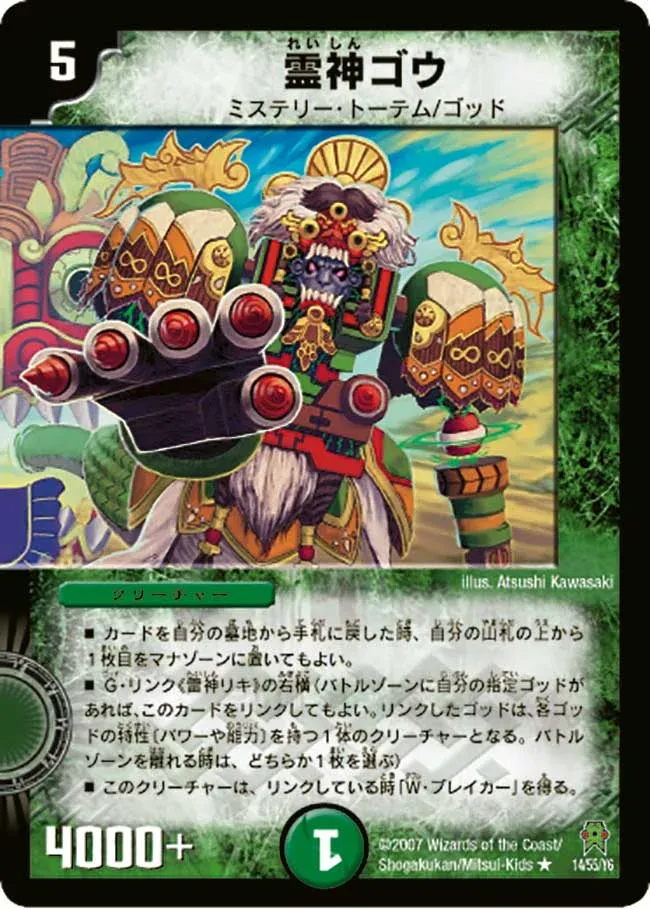 5
れいしん
霊神ゴウ
ミステリー・トーテム/ゴッド
illus. Atsushi Kawasaki
クリーチャー
■ カードを自分の墓地から手札に戻した時、自分の山札の上から
1枚目をマナゾーンに置いてもよい。
■ G・リンク《雷神リキ》の右横(バトルゾーンに自分の指定ゴッドが
あれば、このカードをリンクしてもよい。リンクしたゴッドは、各ゴッ
ドの特性〔パワーや能力〕を持つ1体のクリーチャーとなる。バトル
ゾーンを離れる時は、どちらか1枚を選ぶ)
■ このクリーチャーは、リンクしている時「W・ブレイカー」を得る。
4000+
1
©2007 Wizards of the Coast/
Shogakukan/Mitsui-Kids ★
14/55/Y6